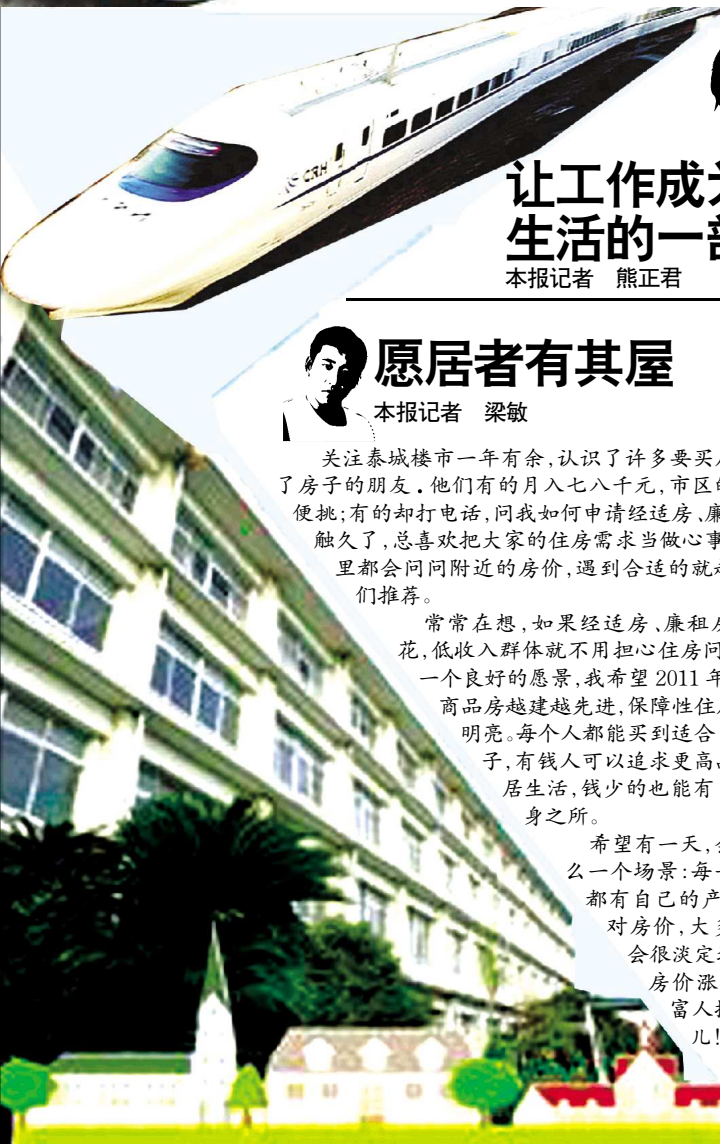 CRH
让工作成
生活的一
本报记者 熊正君
愿居者有其屋
本报记者 梁敏
关注泰城楼市一年有余,认识了许多要买
了房子的朋友.他们有的月入七八千元,市区
便挑;有的却打电话,问我如何申请经适房、廉
触久了,总喜欢把大家的住房需求当做心事
里都会问问附近的房价,遇到合适的就
们推荐。
常常在想,如果经适房、廉租
花,低收入群体就不用担心住房问
一个良好的愿景,我希望 2011 年
商品房越建越先进,保障性住
明亮。每个人都能买到适合
子,有钱人可以追求更高
居生活,钱少的也能有
身之所。
希望有一天,
么一个场景:每
都有自己的产
对房价,大
会很淡定
房价涨
富人
儿!